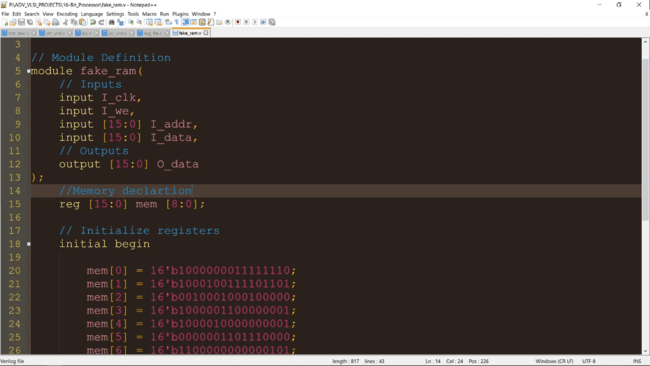 P:\ADV_VLSI_PROJECTS\16-Bit_Processor\fake_ram.v - Notepad++
File Edit Search View Encoding Language Settings Tools Macro Run Plugins Window ?
fake_ram.v
3
4 // Module Definition
5 module fake_ram(
6 // Inputs
7 input I_clk,
8 input I_we,
9 input [15:0] I_addr,
10 input [15:0] I_data,
11 // Outputs
12 output [15:0] O_data
13 );
14 //Memory declartion
15 reg [15:0] mem [8:0];
16
17 // Initialize registers
18 initial begin
19
20 mem[0] = 16'b1000000011111110;
21 mem[1] = 16'b1000100111101101;
22 mem[2] = 16'b0010001000100000;
23 mem[3] = 16'b1000001100000001;
24 mem[4] = 16'b1000010000000001;
25 mem[5] = 16'b0000001101110000;
26 mem[6] = 16'b1100000000000101;
Verilog file length : 817 lines : 43 Ln : 14 Col : 24 Pos : 226 Windows (CR LF) UTF-8 INS